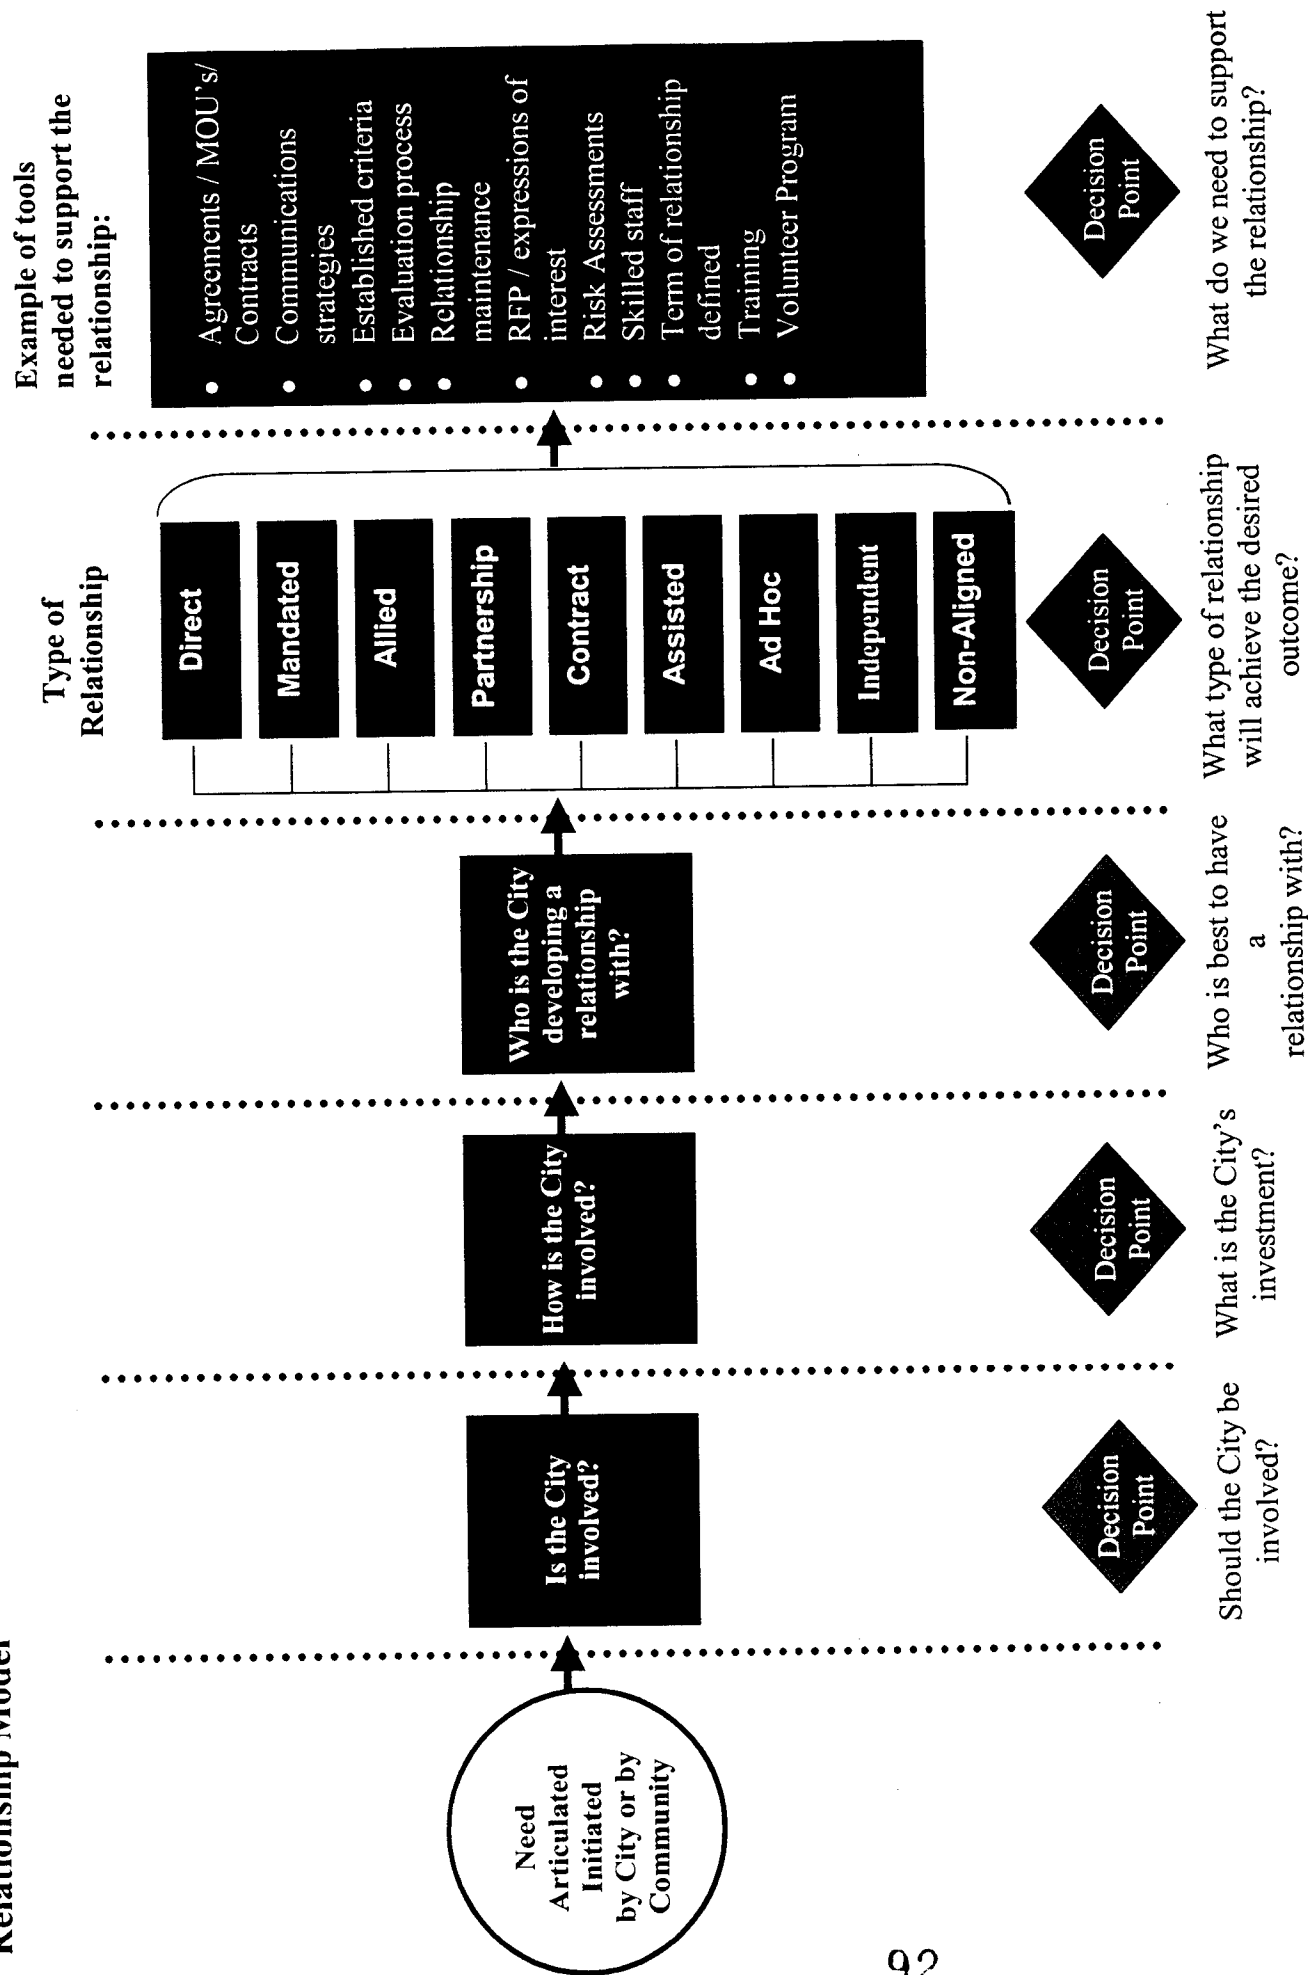 Relationship Model
Need
Articulated
Initiated
by City or by
Community
Is the City
involved?
How is the City
involved?
Who is the City
developing a
relationship
with?
Type of
Relationship
Direct
Mandated
Allied
Partnership
Contract
Assisted
Ad Hoc
Independent
Non-Aligned
Example of tools
needed to support the
relationship:
• Agreements / MOU's/
Contracts
• Communications
strategies
• Established criteria
• Evaluation process
• Relationship
maintenance
• RFP / expressions of
interest
• Risk Assessments
• Skilled staff
• Term of relationship
defined
• Training
• Volunteer Program
Decision
Point
Should the City be
involved?
Decision
Point
What is the City's
investment?
Decision
Point
Who is best to have
a
relationship with?
Decision
Point
What type of relationship
will achieve the desired
outcome?
Decision
Point
What do we need to support
the relationship?
92